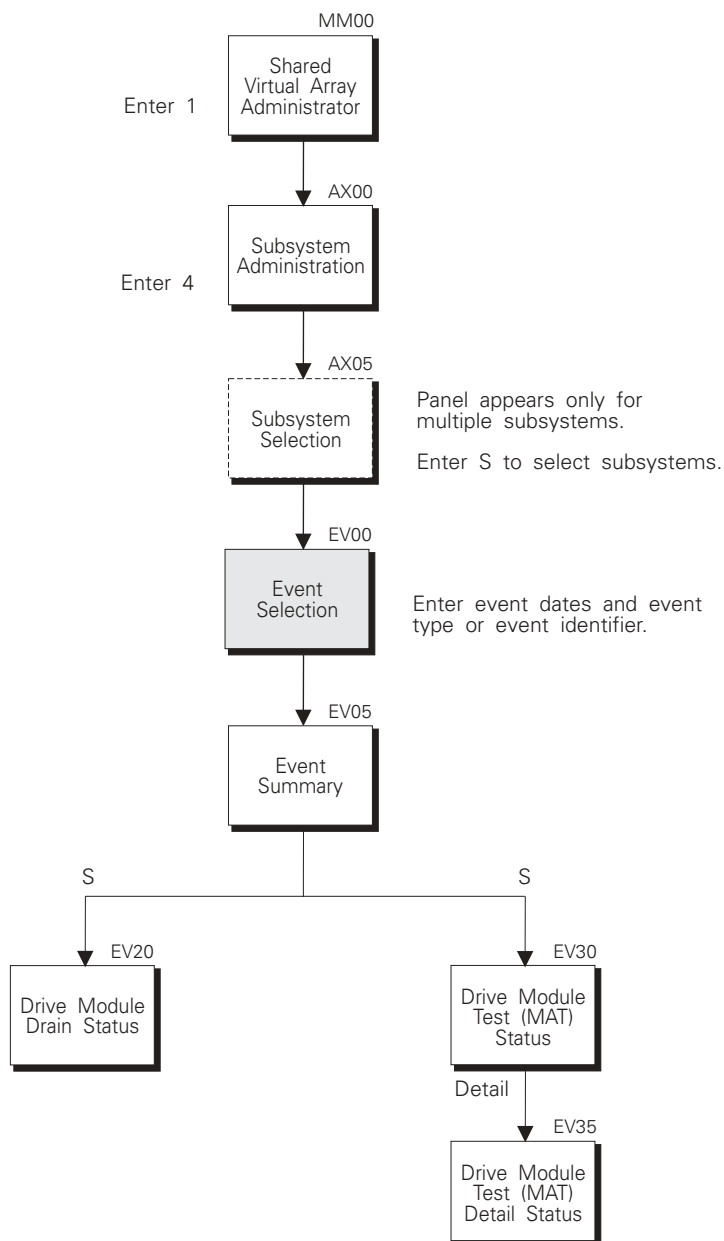 MM00
Shared
Virtual Array
Administrator
Enter 1
AX00
Subsystem
Administration
Enter 4
AX05
Subsystem
Selection
Panel appears only for
multiple subsystems.
Enter S to select subsystems.
EV00
Event
Selection
Enter event dates and event
type or event identifier.
EV05
Event
Summary
S
S
EV20
Drive Module
Drain Status
EV30
Drive Module
Test (MAT)
Status
Detail
EV35
Drive Module
Test (MAT)
Detail Status